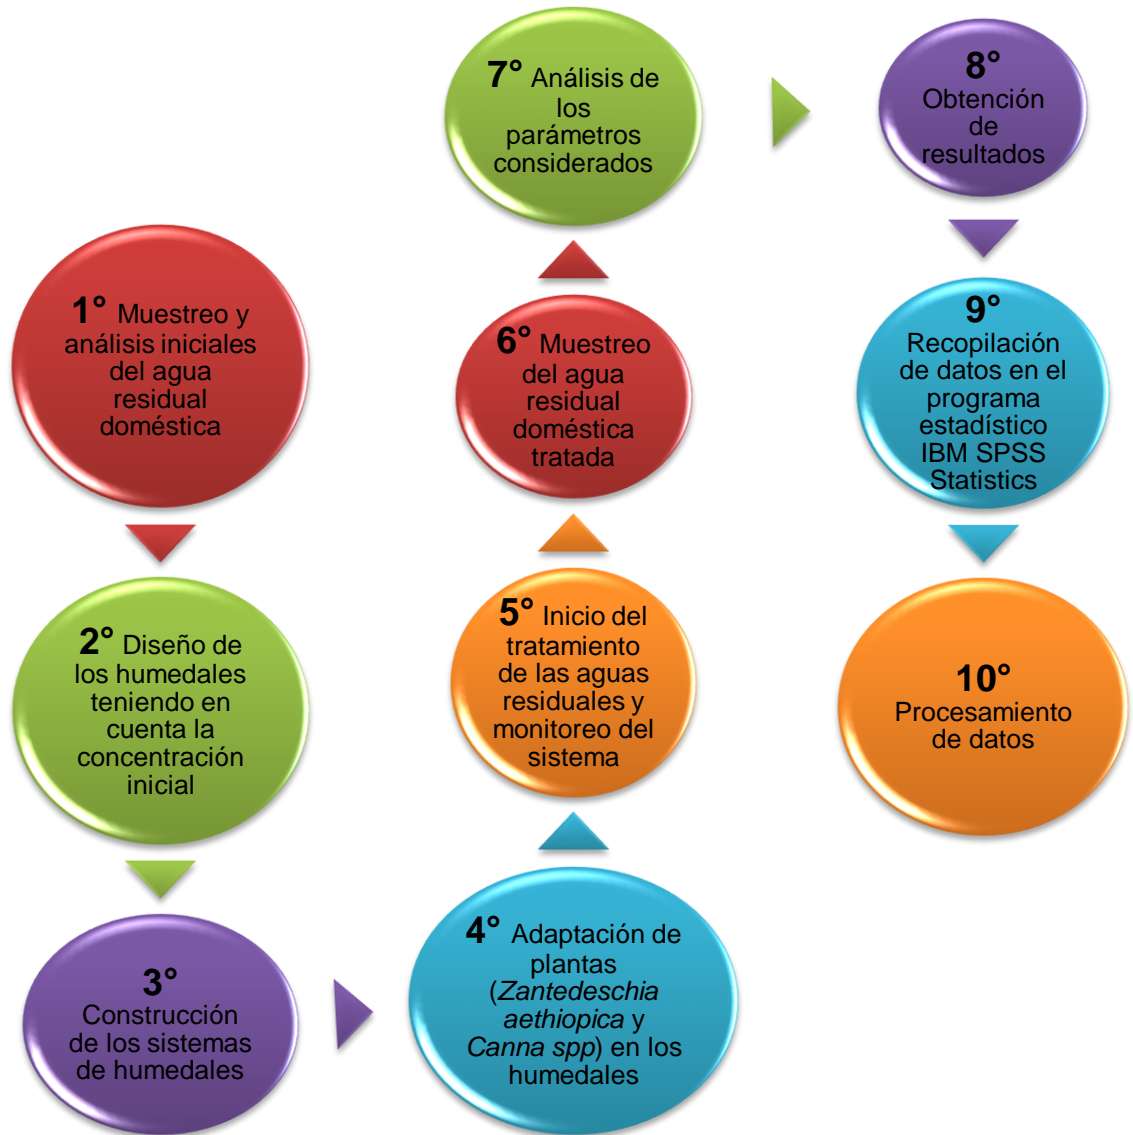 1° Muestreo y
análisis iniciales
del agua
residual
doméstica
2° Diseño de
los humedales
teniendo en
cuenta la
concentración
inicial
3°
Construcción
de los sistemas
de humedales
4° Adaptación de
plantas
(Zantedeschia
aethiopica y
Canna spp) en los
humedales
5° Inicio del
tratamiento
de las aguas
residuales y
monitoreo del
sistema
6° Muestreo
del agua
residual
doméstica
tratada
7° Análisis de
los
parámetros
considerados
8°
Obtención
de
resultados
9°
Recopilación
de datos en el
programa
estadístico
IBM SPSS
Statistics
10°
Procesamiento
de datos